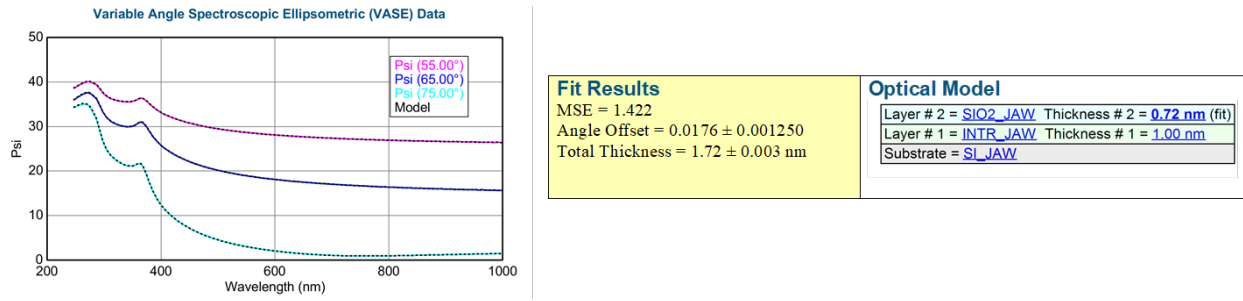 Variable Angle Spectroscopic Ellipsometric (VASE) Data
50
40
30
20
10
0
Psi
Psi (55.00°)
Psi (65.00°)
Psi (75.00°)
Model
200 400 600 800 1000
Wavelength (nm)
Fit Results
MSE = 1.422
Angle Offset = 0.0176 ± 0.001250
Total Thickness = 1.72 ± 0.003 nm
Optical Model
Layer # 2 = SIO2_JAW Thickness # 2 = 0.72 nm (fit)
Layer # 1 = INTR_JAW Thickness # 1 = 1.00 nm
Substrate = SI_JAW